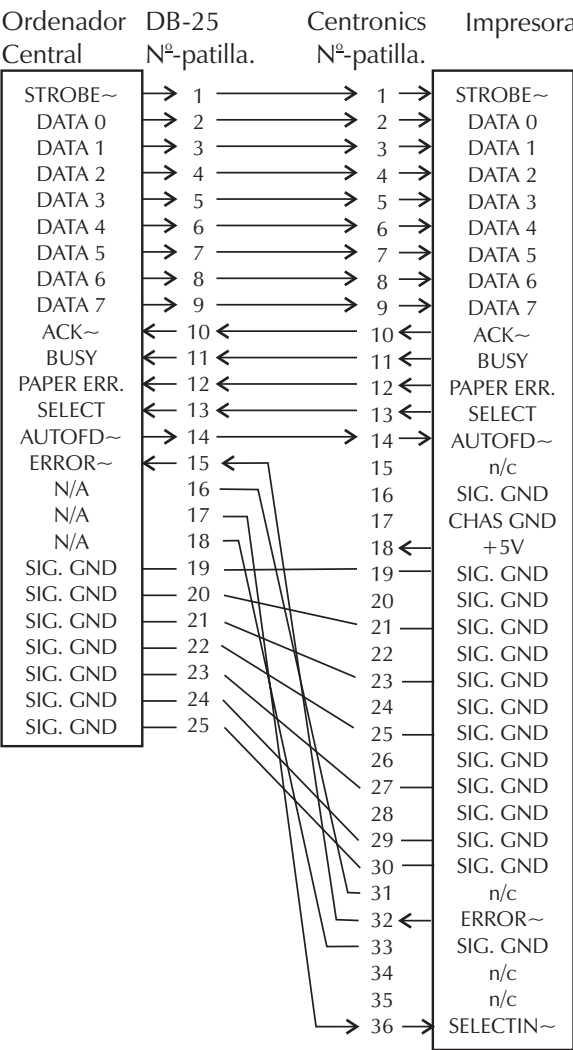 Ordenador DB-25 Centronics Impresora
Central Nº-patilla. Nº-patilla.
STROBE~ 1 1 STROBE~
DATA 0 2 2 DATA 0
DATA 1 3 3 DATA 1
DATA 2 4 4 DATA 2
DATA 3 5 5 DATA 3
DATA 4 6 6 DATA 4
DATA 5 7 7 DATA 5
DATA 6 8 8 DATA 6
DATA 7 9 9 DATA 7
ACK~ 10 10 ACK~
BUSY 11 11 BUSY
PAPER ERR. 12 12 PAPER ERR.
SELECT 13 13 SELECT
AUTOFD~ 14 14 AUTOFD~
ERROR~ 15 15 n/c
N/A 16 16 SIG. GND
N/A 17 17 CHAS GND
N/A 18 18 +5V
SIG. GND 19 19 SIG. GND
SIG. GND 20 20 SIG. GND
SIG. GND 21 21 SIG. GND
SIG. GND 22 22 SIG. GND
SIG. GND 23 23 SIG. GND
SIG. GND 24 24 SIG. GND
SIG. GND 25 25 SIG. GND
26 SIG. GND
27 SIG. GND
28 SIG. GND
29 SIG. GND
30 SIG. GND
31 n/c
32 ERROR~
33 SIG. GND
34 n/c
35 n/c
36 SELECTIN~